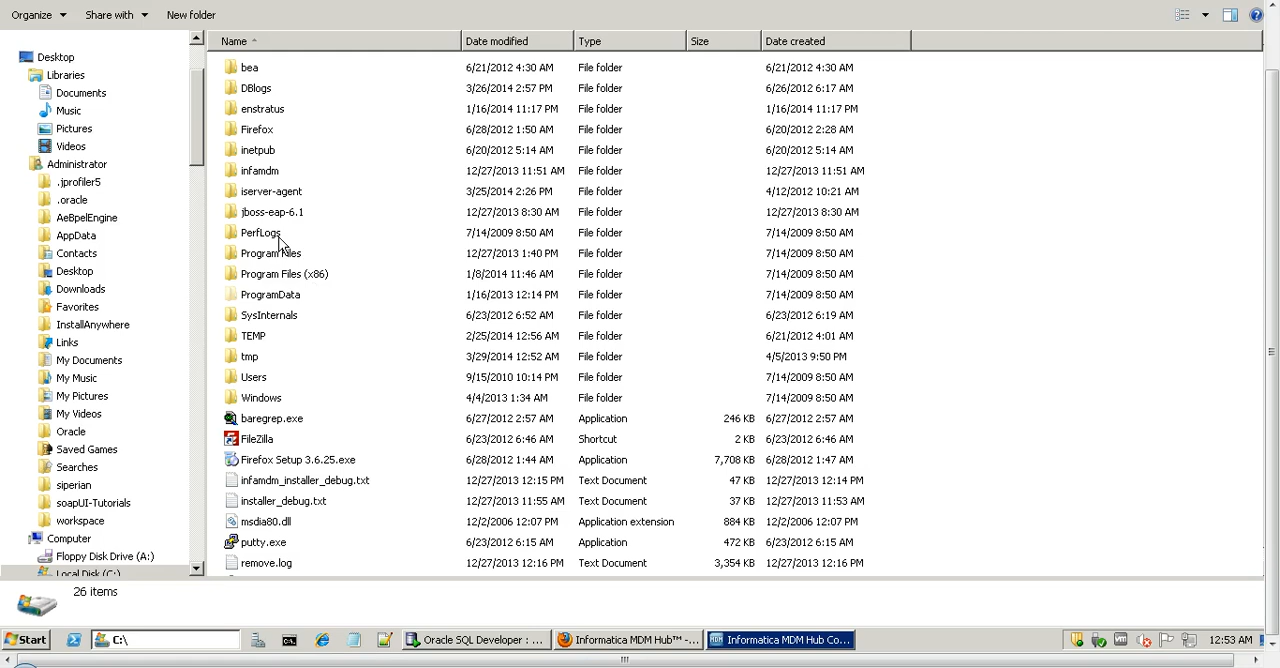 Organize Share with New folder
Name Date modified Type Size Date created
Desktop
Libraries
Documents
Music
Pictures
Videos
Administrator
.jprofiler5
.oracle
AeBpelEngine
AppData
Contacts
Desktop
Downloads
Favorites
InstallAnywhere
Links
My Documents
My Music
My Pictures
My Videos
Oracle
Saved Games
Searches
siperian
soapUI-Tutorials
workspace
Computer
Floppy Disk Drive (A:)
Local Disk (C:)
bea 6/21/2012 4:30 AM File folder 6/21/2012 4:30 AM
DBlogs 3/26/2014 2:57 PM File folder 6/26/2012 6:17 AM
enstratus 1/16/2014 11:17 PM File folder 1/16/2014 11:17 PM
Firefox 6/28/2012 1:50 AM File folder 6/20/2012 2:28 AM
inetpub 6/20/2012 5:14 AM File folder 6/20/2012 5:14 AM
infamdm 12/27/2013 11:51 AM File folder 12/27/2013 11:51 AM
iserver-agent 3/25/2014 2:26 PM File folder 4/12/2012 10:21 AM
jboss-eap-6.1 12/27/2013 8:30 AM File folder 12/27/2013 8:30 AM
PerfLogs 7/14/2009 8:50 AM File folder 7/14/2009 8:50 AM
Program Files 12/27/2013 1:40 PM File folder 7/14/2009 8:50 AM
Program Files (x86) 1/8/2014 11:46 AM File folder 7/14/2009 8:50 AM
ProgramData 1/16/2013 12:14 PM File folder 7/14/2009 8:50 AM
SysInternals 6/23/2012 6:52 AM File folder 6/23/2012 6:19 AM
TEMP 2/25/2014 12:56 AM File folder 6/21/2012 4:01 AM
tmp 3/29/2014 12:52 AM File folder 4/5/2013 9:50 PM
Users 9/15/2010 10:14 PM File folder 7/14/2009 8:50 AM
Windows 4/4/2013 1:34 AM File folder 7/14/2009 8:50 AM
baregrep.exe 6/27/2012 2:57 AM Application 246 KB 6/27/2012 2:57 AM
FileZilla 6/23/2012 6:46 AM Shortcut 2 KB 6/23/2012 6:46 AM
Firefox Setup 3.6.25.exe 6/28/2012 1:44 AM Application 7,708 KB 6/28/2012 1:47 AM
infamdm_installer_debug.txt 12/27/2013 12:15 PM Text Document 47 KB 12/27/2013 12:14 PM
installer_debug.txt 12/27/2013 11:55 AM Text Document 37 KB 12/27/2013 11:53 AM
msdia80.dll 12/2/2006 12:07 PM Application extension 884 KB 12/2/2006 12:07 PM
putty.exe 6/23/2012 6:15 AM Application 472 KB 6/23/2012 6:15 AM
remove.log 12/27/2013 12:16 PM Text Document 3,354 KB 12/27/2013 12:16 PM
26 items
Start C:\ Oracle SQL Developer : ... Informatica MDM Hub™ -... Informatica MDM Hub Co... 12:53 AM